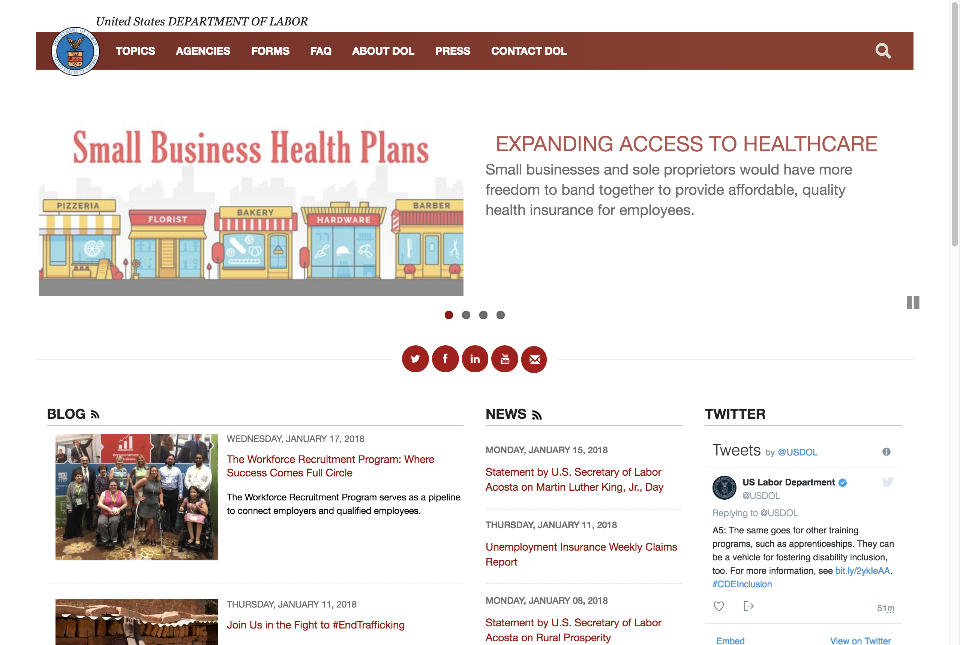 United States DEPARTMENT OF LABOR
TOPICS AGENCIES FORMS FAQ ABOUT DOL PRESS CONTACT DOL
Small Business Health Plans
PIZZERIA
FLORIST
BAKERY
HARDWARE
BARBER
EXPANDING ACCESS TO HEALTHCARE
Small businesses and sole proprietors would have more
freedom to band together to provide affordable, quality
health insurance for employees.
BLOG
WEDNESDAY, JANUARY 17, 2018
The Workforce Recruitment Program: Where
Success Comes Full Circle
The Workforce Recruitment Program serves as a pipeline
to connect employers and qualified employees.
THURSDAY, JANUARY 11, 2018
Join Us in the Fight to #EndTrafficking
NEWS
MONDAY, JANUARY 15, 2018
Statement by U.S. Secretary of Labor
Acosta on Martin Luther King, Jr., Day
THURSDAY, JANUARY 11, 2018
Unemployment Insurance Weekly Claims
Report
MONDAY, JANUARY 08, 2018
Statement by U.S. Secretary of Labor
Acosta on Rural Prosperity
TWITTER
Tweets by @USDOL
US Labor Department
@USDOL
Replying to @USDOL
A5: The same goes for other training
programs, such as apprenticeships. They can
be a vehicle for fostering disability inclusion,
too. For more information, see bit.ly/2ykIeAA.
#CDEInclusion
51m
Embed View on Twitter